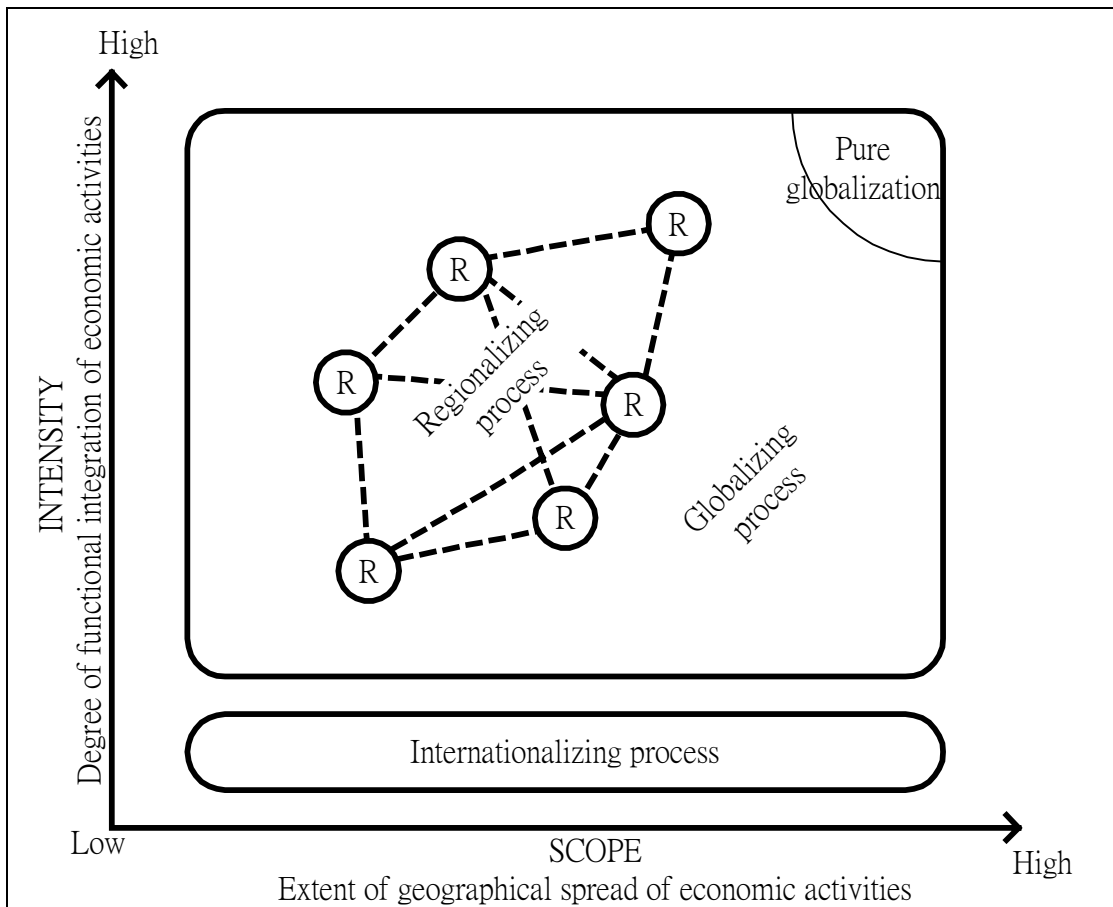 High
INTENSITY
Degree of functional integration of economic activities
Pure
globalization
R
R
R
R
R
R
Regionalizing
process
Globalizing
process
Internationalizing process
Low
SCOPE
High
Extent of geographical spread of economic activities